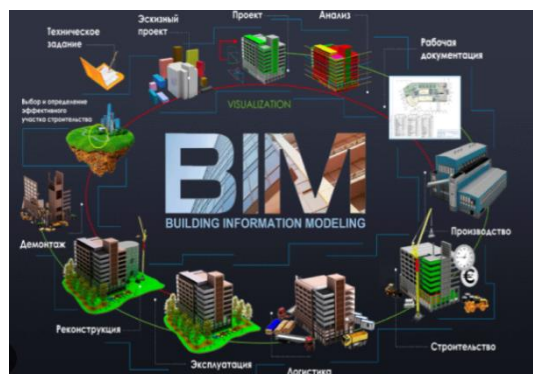 Эскизный
проект
Проект
Анализ
Техническое
задание
Рабочая
документация
Выбор и определение
эффективного
участка строительства
VISUALIZATION
BIM
BUILDING INFORMATION MODELING
Демонтаж
Производство
Реконструкция
Строительство
Эксплуатация
Логистика